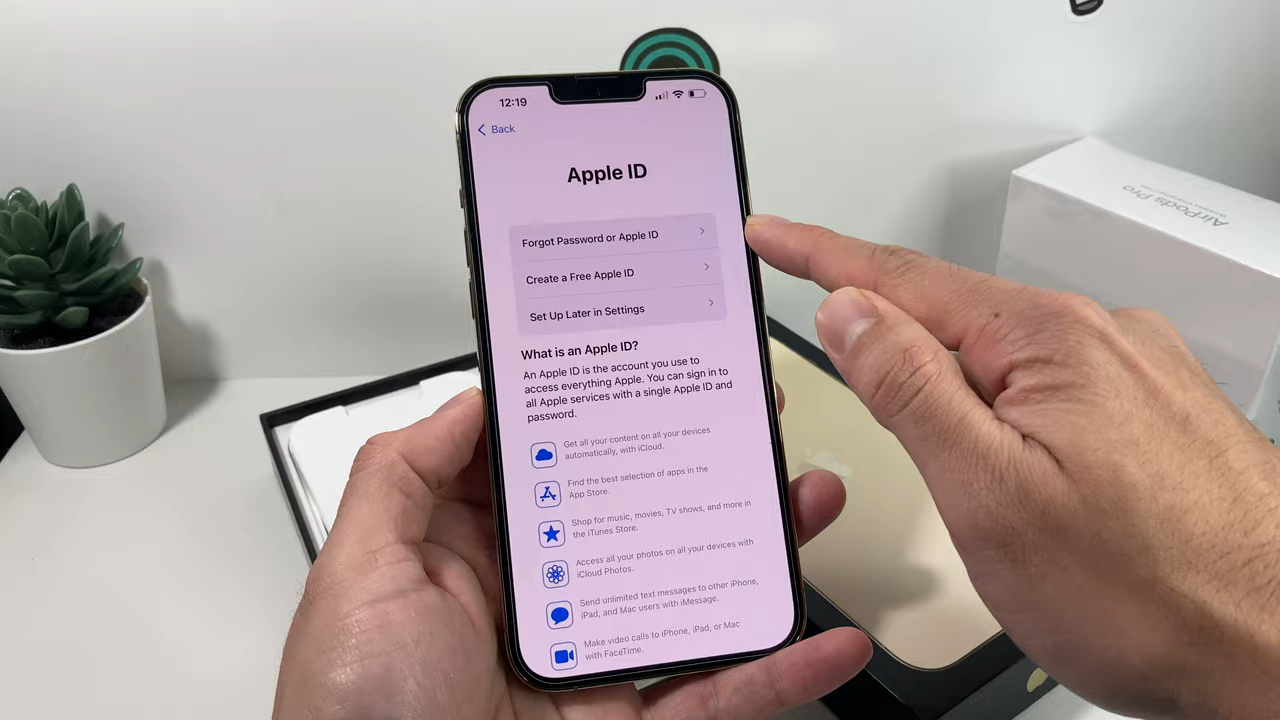 12:19
Back
Apple ID
Forgot Password or Apple ID
Create a Free Apple ID
Set Up Later in Settings
What is an Apple ID?
An Apple ID is the account you use to
access everything Apple. You can sign in to
all Apple services with a single Apple ID and
password.
Get all your content on all your devices
automatically, with iCloud.
Find the best selection of apps in the
App Store.
Shop for music, movies, TV shows, and more in
the iTunes Store.
Access all your photos on all your devices with
iCloud Photos.
Send unlimited text messages to other iPhone,
iPad, and Mac users with iMessage.
Make video calls to iPhone, iPad, or Mac
with FaceTime.
AirPods Pro